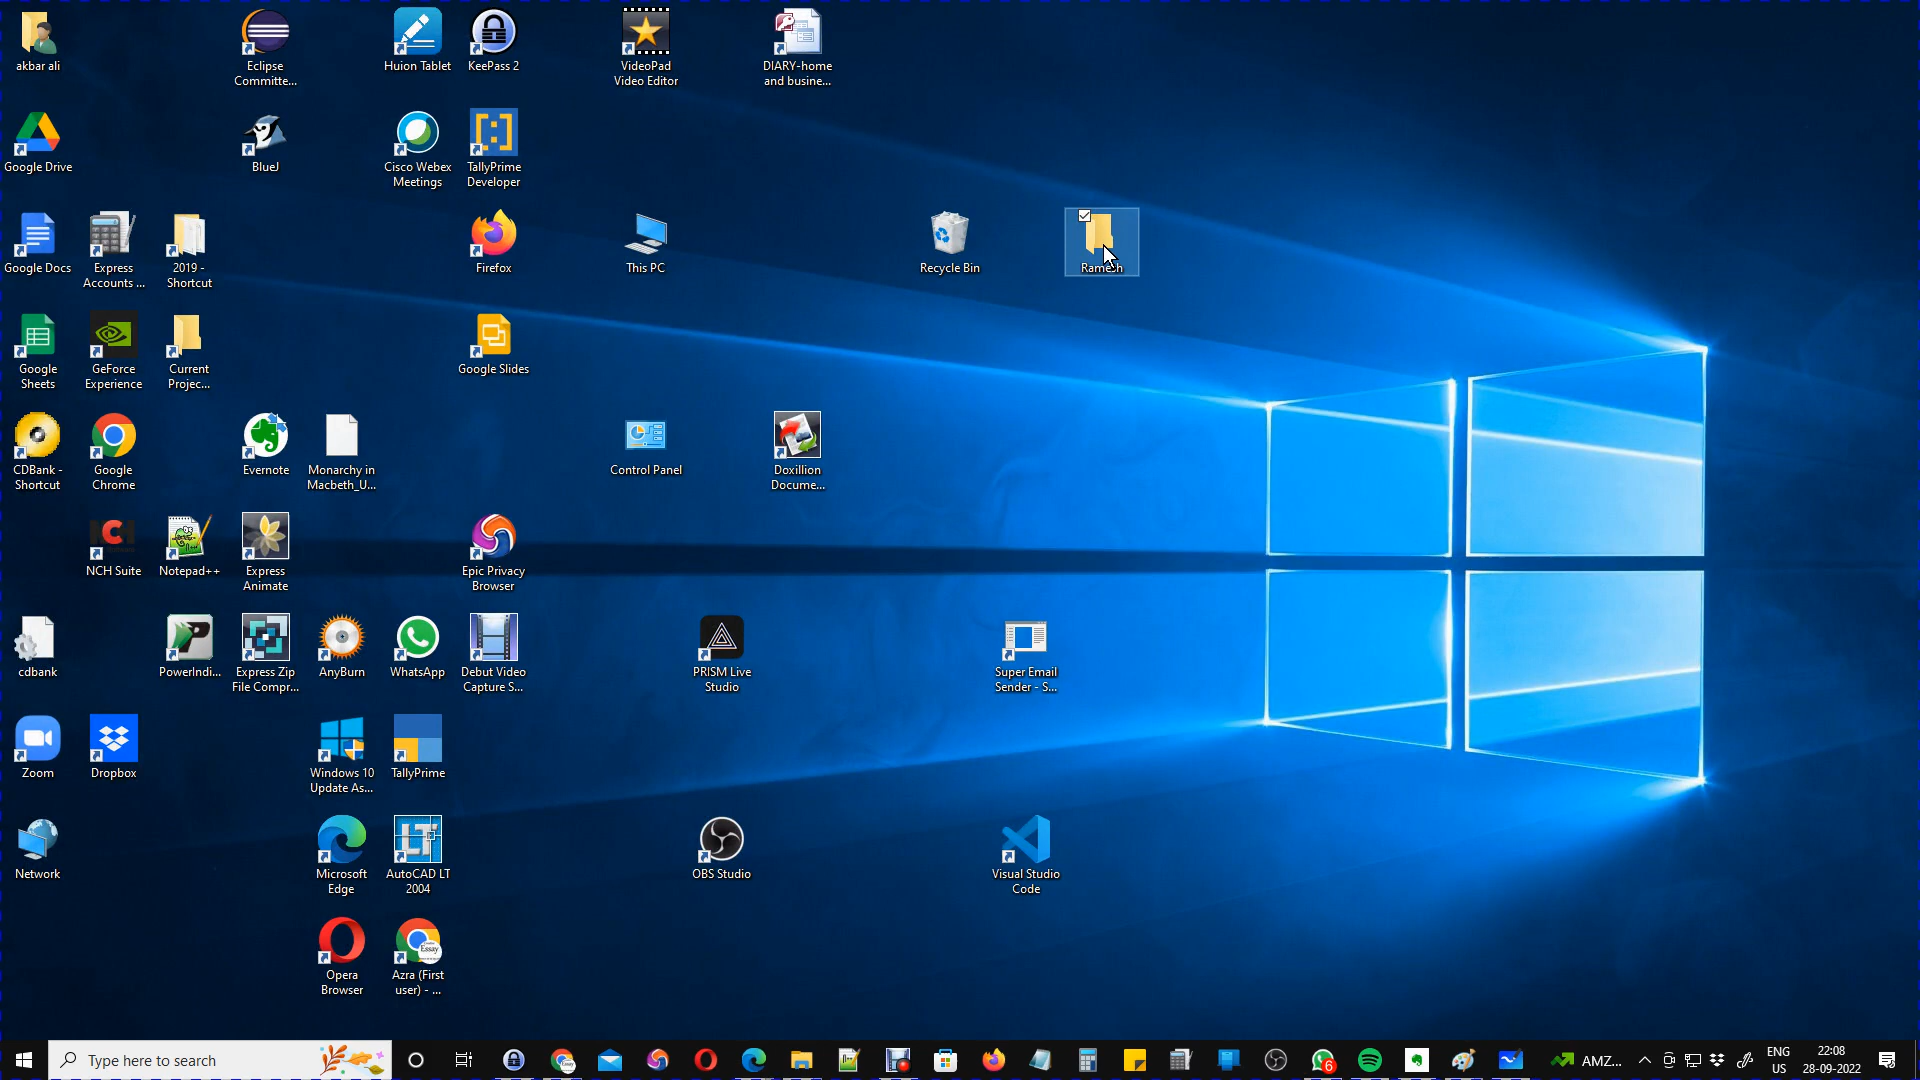 akbar ali
Eclipse
Committe...
Huion Tablet
KeePass 2
VideoPad
Video Editor
DIARY-home
and busine...
Google Drive
BlueJ
Cisco Webex
Meetings
TallyPrime
Developer
Google Docs
Express
Accounts ...
2019 -
Shortcut
Firefox
This PC
Recycle Bin
Ramesh
Google
Sheets
GeForce
Experience
Current
Projec...
Google Slides
CDBank -
Shortcut
Google
Chrome
Evernote
Monarchy in
Macbeth_U...
Control Panel
Doxillion
Docume...
NCH
NCH Suite
Notepad++
Express
Animate
Epic Privacy
Browser
cdbank
PowerIndi...
Express Zip
File Compr...
AnyBurn
WhatsApp
Debut Video
Capture S...
PRISM Live
Studio
Super Email
Sender - S...
Zoom
Dropbox
Windows 10
Update As...
TallyPrime
Network
Microsoft
Edge
LT
AutoCAD LT
2004
OBS Studio
Visual Studio
Code
Opera
Browser
Essay
Azra (First
user) - ...
Type here to search
6
AMZ...
ENG
US
22:08
28-09-2022